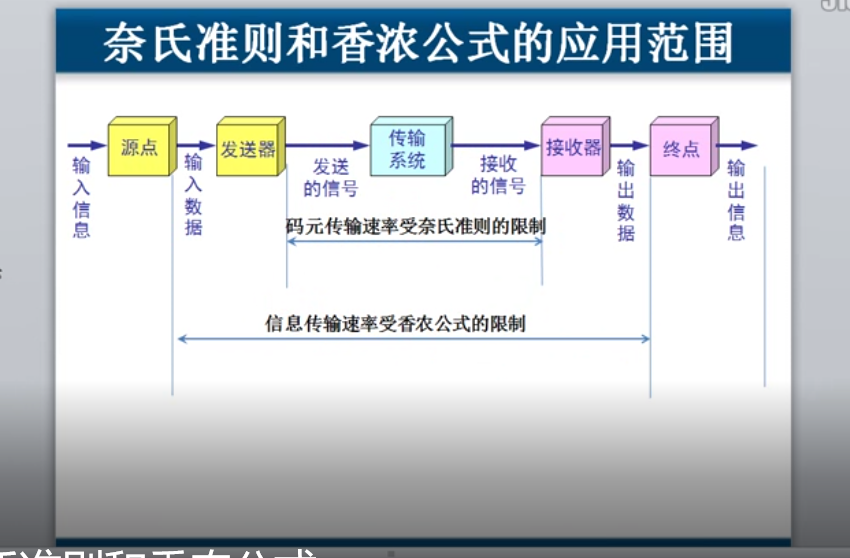 奈氏准则和香浓公式的应用范围
源点
发送器
传输
系统
接收器
终点
输入信息
输入数据
发送
的信号
接收
的信号
输出数据
输出信息
码元传输速率受奈氏准则的限制
信息传输速率受香农公式的限制